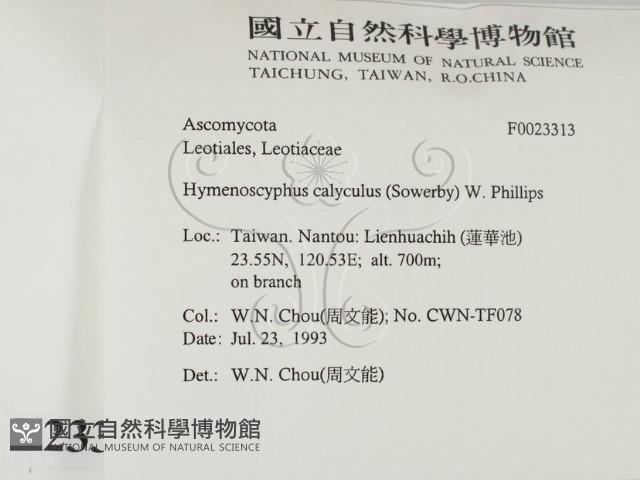 國立自然科學博物館
NATIONAL MUSEUM OF NATURAL SCIENCE
TAICHUNG, TAIWAN, R.O.CHINA
Ascomycota F0023313
Leotiales, Leotiaceae
Hymenoscyphus calyculus (Sowerby) W. Phillips
Loc.: Taiwan. Nantou: Lienhuachih (蓮華池)
23.55N, 120.53E; alt. 700m;
on branch
Col.: W.N. Chou(周文能); No. CWN-TF078
Date: Jul. 23, 1993
Det.: W.N. Chou(周文能)
國立自然科學博物館
NATIONAL MUSEUM OF NATURAL SCIENCE